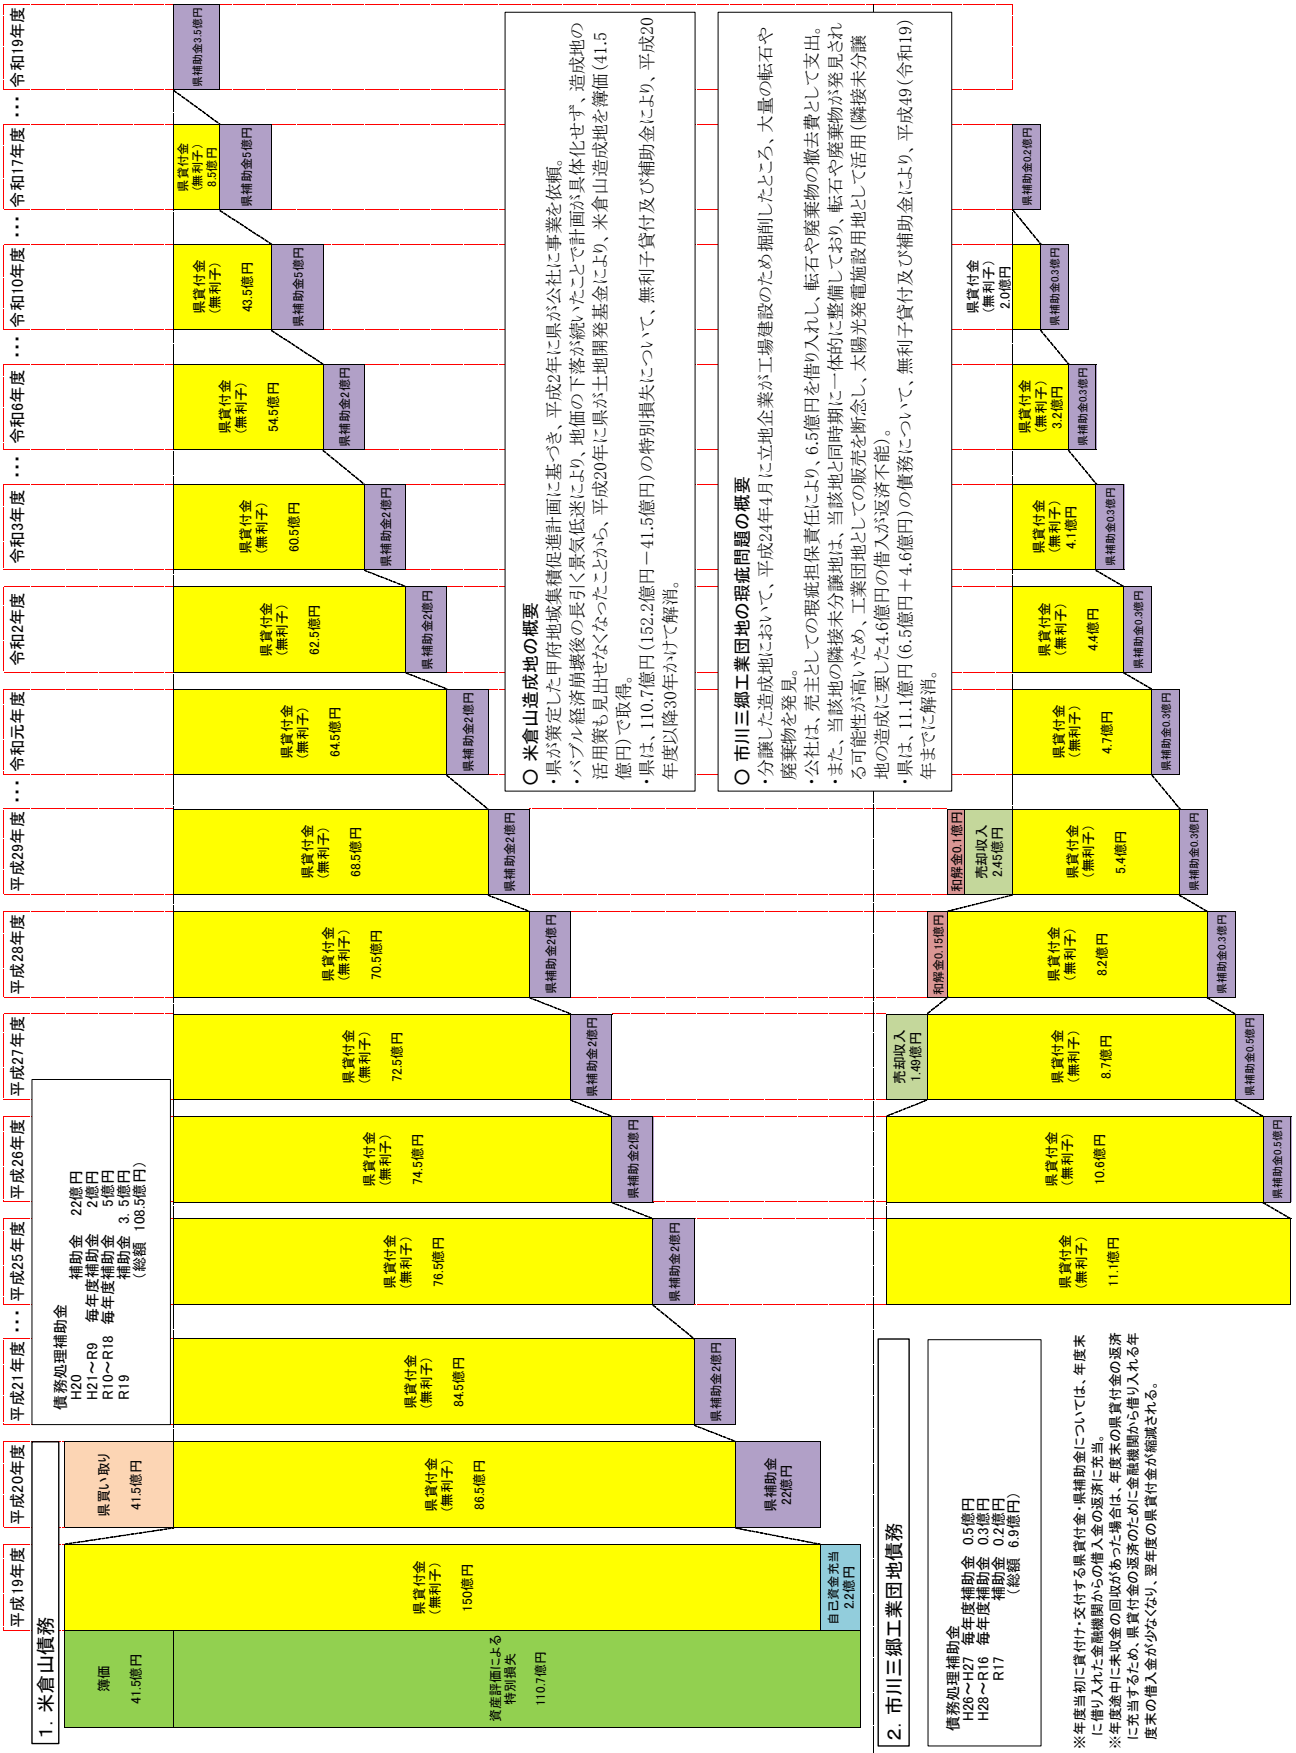 平成19年度
平成20年度
平成21年度
･･･
平成25年度
平成26年度
平成27年度
平成28年度
平成29年度
･･･
令和元年度
令和2年度
令和3年度
･･･
令和6年度
･･･
令和10年度
･･･
令和17年度
･･･
令和19年度
1. 米倉山債務
債務処理補助金
H20 補助金 22億円
H21～R9 毎年度補助金 2億円
R10～R18 毎年度補助金 5億円
R19 補助金 3.5億円
(総額 108.5億円)
簿価
41.5億円
資産評価による
特別損失
110.7億円
県貸付金
(無利子)
150億円
自己資金充当
2.2億円
県買い取り
41.5億円
県貸付金
(無利子)
86.5億円
県補助金
22億円
県貸付金
(無利子)
84.5億円
県補助金2億円
県貸付金
(無利子)
76.5億円
県補助金2億円
県貸付金
(無利子)
74.5億円
県補助金2億円
県貸付金
(無利子)
72.5億円
県補助金2億円
県貸付金
(無利子)
70.5億円
県補助金2億円
県貸付金
(無利子)
68.5億円
県補助金2億円
県貸付金
(無利子)
64.5億円
県補助金2億円
県貸付金
(無利子)
62.5億円
県補助金2億円
県貸付金
(無利子)
60.5億円
県補助金2億円
県貸付金
(無利子)
54.5億円
県補助金2億円
県貸付金
(無利子)
43.5億円
県補助金5億円
県貸付金
(無利子)
8.5億円
県補助金5億円
県補助金3.5億円
○ 米倉山造成地の概要
・県が策定した甲府地域集積促進計画に基づき、平成2年に県が公社に事業を依頼。
・バブル経済崩壊後の長引く景気低迷により、地価の下落が続いたことで計画が具体化せず、造成地の
活用策も見出せなくなったことから、平成20年に県が土地開発基金により、米倉山造成地を簿価(41.5
億円)で取得。
・県は、110.7億円(152.2億円－41.5億円)の特別損失について、無利子貸付及び補助金により、平成20
年度以降30年かけて解消。
○ 市川三郷工業団地の瑕疵問題の概要
・分譲した造成地において、平成24年4月に立地企業が工場建設のため掘削したところ、大量の転石や
廃棄物を発見。
・公社は、売主としての瑕疵担保責任により、6.5億円を借り入れし、転石や廃棄物の撤去費として支出。
・また、当該地の隣接未分譲地は、当該地と同時期に一体的に整備しており、転石や廃棄物が発見され
る可能性が高いため、工業団地としての販売を断念し、太陽光発電施設用地として活用(隣接未分譲
地の造成に要した4.6億円の借入が返済不能)。
・県は、11.1億円(6.5億円＋4.6億円)の債務について、無利子貸付及び補助金により、平成49(令和19)
年までに解消。
2. 市川三郷工業団地債務
債務処理補助金
H26～H27 毎年度補助金 0.5億円
H28～R16 毎年度補助金 0.3億円
R17 補助金 0.2億円
(総額 6.9億円)
県貸付金
(無利子)
11.1億円
県貸付金
(無利子)
10.6億円
県補助金0.5億円
売却収入
1.49億円
県貸付金
(無利子)
8.7億円
県補助金0.5億円
和解金0.15億円
県貸付金
(無利子)
8.2億円
県補助金0.3億円
和解金0.1億円
売却収入
2.45億円
県貸付金
(無利子)
5.4億円
県補助金0.3億円
県貸付金
(無利子)
4.7億円
県補助金0.3億円
県貸付金
(無利子)
4.4億円
県補助金0.3億円
県貸付金
(無利子)
4.1億円
県補助金0.3億円
県貸付金
(無利子)
3.2億円
県補助金0.3億円
県貸付金
(無利子)
2.0億円
県補助金0.3億円
県補助金0.2億円
※年度当初に貸付け・交付する県貸付金・県補助金については、年度末
に借り入れた金融機関からの借入金の返済に充当。
※年度途中に未収金の回収があった場合は、年度末の県貸付金の返済
に充当するため、県貸付金の返済のために金融機関から借り入れる年
度末の借入金が少なくなり、翌年度の県貸付金が縮減される。